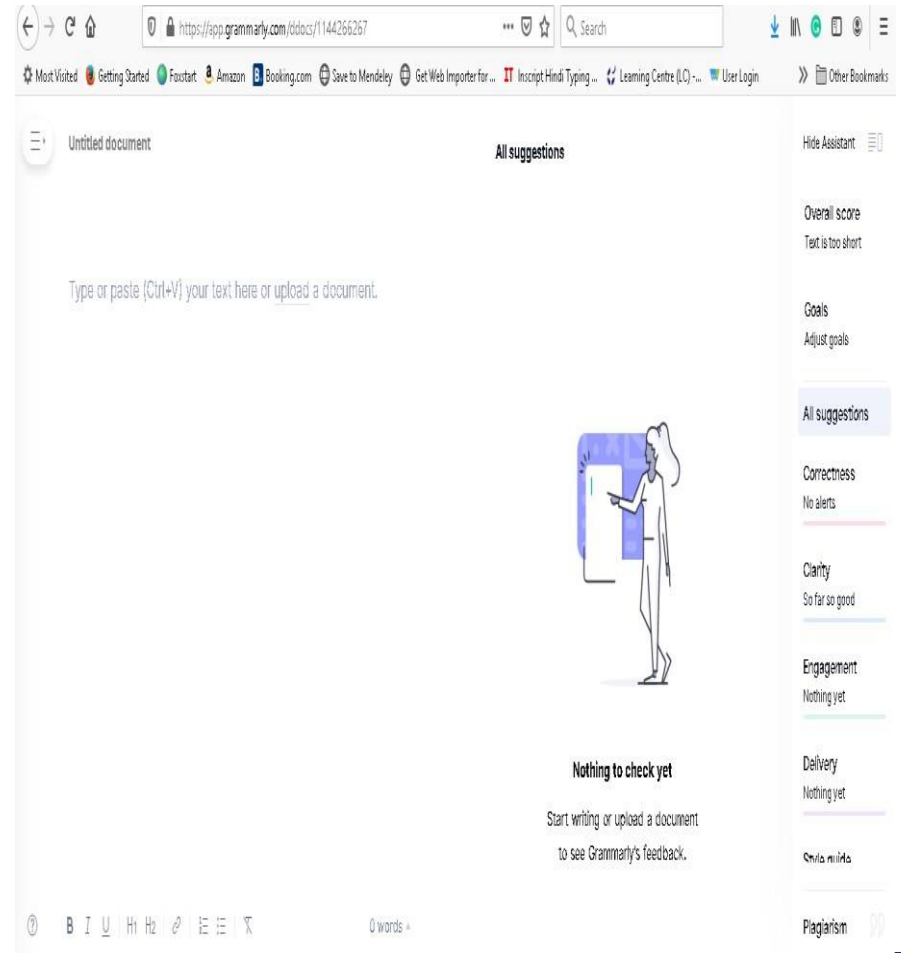 https://app.grammarly.com/ddocs/1144266267
Search
Most Visited Getting Started Foxstart Amazon Booking.com Save to Mendeley Get Web Importer for ... Inscript Hindi Typing ... Learning Centre (LC) -... User Login Other Bookmarks
Untitled document
All suggestions
Hide Assistant
Overall score
Text is too short
Type or paste (Ctrl+V) your text here or upload a document.
Goals
Adjust goals
All suggestions
Correctness
No alerts
Clarity
So far so good
Engagement
Nothing yet
Nothing to check yet
Delivery
Nothing yet
Start writing or upload a document
to see Grammarly's feedback.
Style guide
B I U H1 H2
0 words
Plagiarism